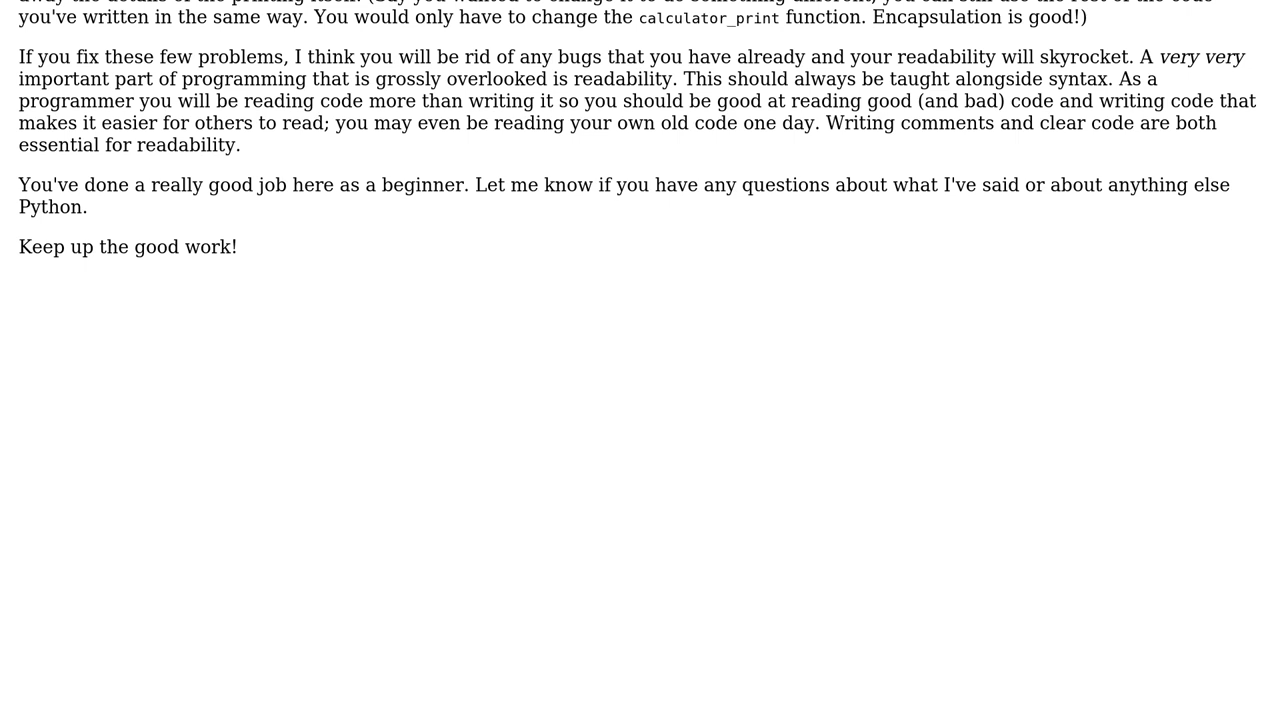 you've written in the same way. You would only have to change the calculator_print function. Encapsulation is good!)
If you fix these few problems, I think you will be rid of any bugs that you have already and your readability will skyrocket. A very very
important part of programming that is grossly overlooked is readability. This should always be taught alongside syntax. As a
programmer you will be reading code more than writing it so you should be good at reading good (and bad) code and writing code that
makes it easier for others to read; you may even be reading your own old code one day. Writing comments and clear code are both
essential for readability.
You've done a really good job here as a beginner. Let me know if you have any questions about what I've said or about anything else
Python.
Keep up the good work!